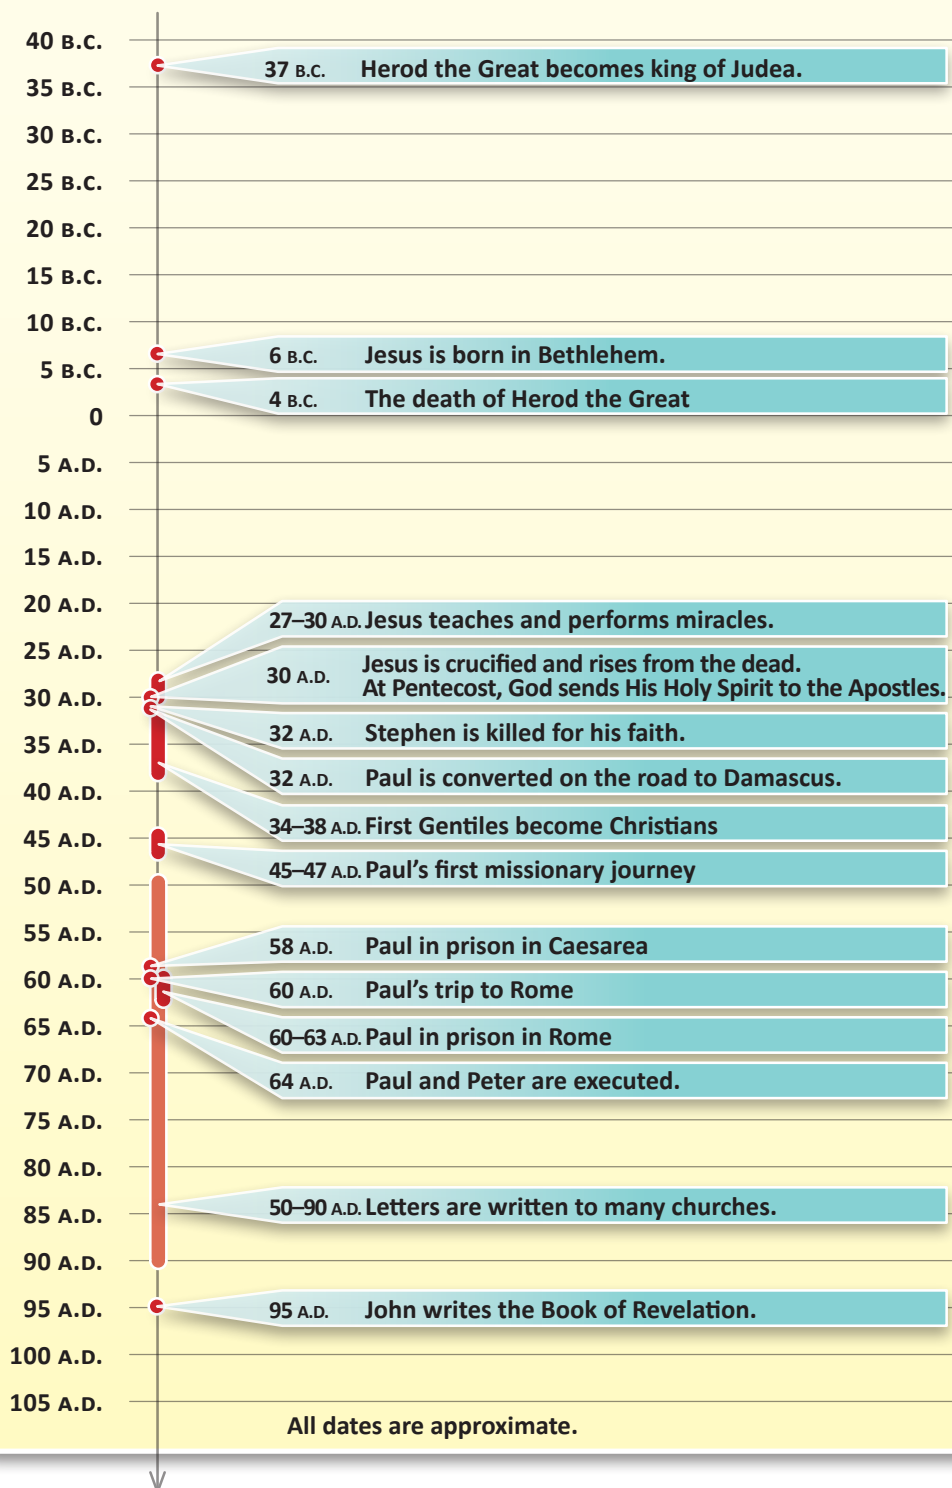 40 B.C.
37 B.C. Herod the Great becomes king of Judea.
35 B.C.
30 B.C.
25 B.C.
20 B.C.
15 B.C.
10 B.C.
6 B.C. Jesus is born in Bethlehem.
5 B.C.
4 B.C. The death of Herod the Great
0
5 A.D.
10 A.D.
15 A.D.
20 A.D.
27–30 A.D. Jesus teaches and performs miracles.
25 A.D.
30 A.D. Jesus is crucified and rises from the dead.
At Pentecost, God sends His Holy Spirit to the Apostles.
30 A.D.
32 A.D. Stephen is killed for his faith.
35 A.D.
32 A.D. Paul is converted on the road to Damascus.
40 A.D.
34–38 A.D. First Gentiles become Christians
45 A.D.
45–47 A.D. Paul's first missionary journey
50 A.D.
55 A.D.
58 A.D. Paul in prison in Caesarea
60 A.D.
60 A.D. Paul's trip to Rome
65 A.D.
60–63 A.D. Paul in prison in Rome
70 A.D.
64 A.D. Paul and Peter are executed.
75 A.D.
80 A.D.
50–90 A.D. Letters are written to many churches.
85 A.D.
90 A.D.
95 A.D.
95 A.D. John writes the Book of Revelation.
100 A.D.
105 A.D.
All dates are approximate.